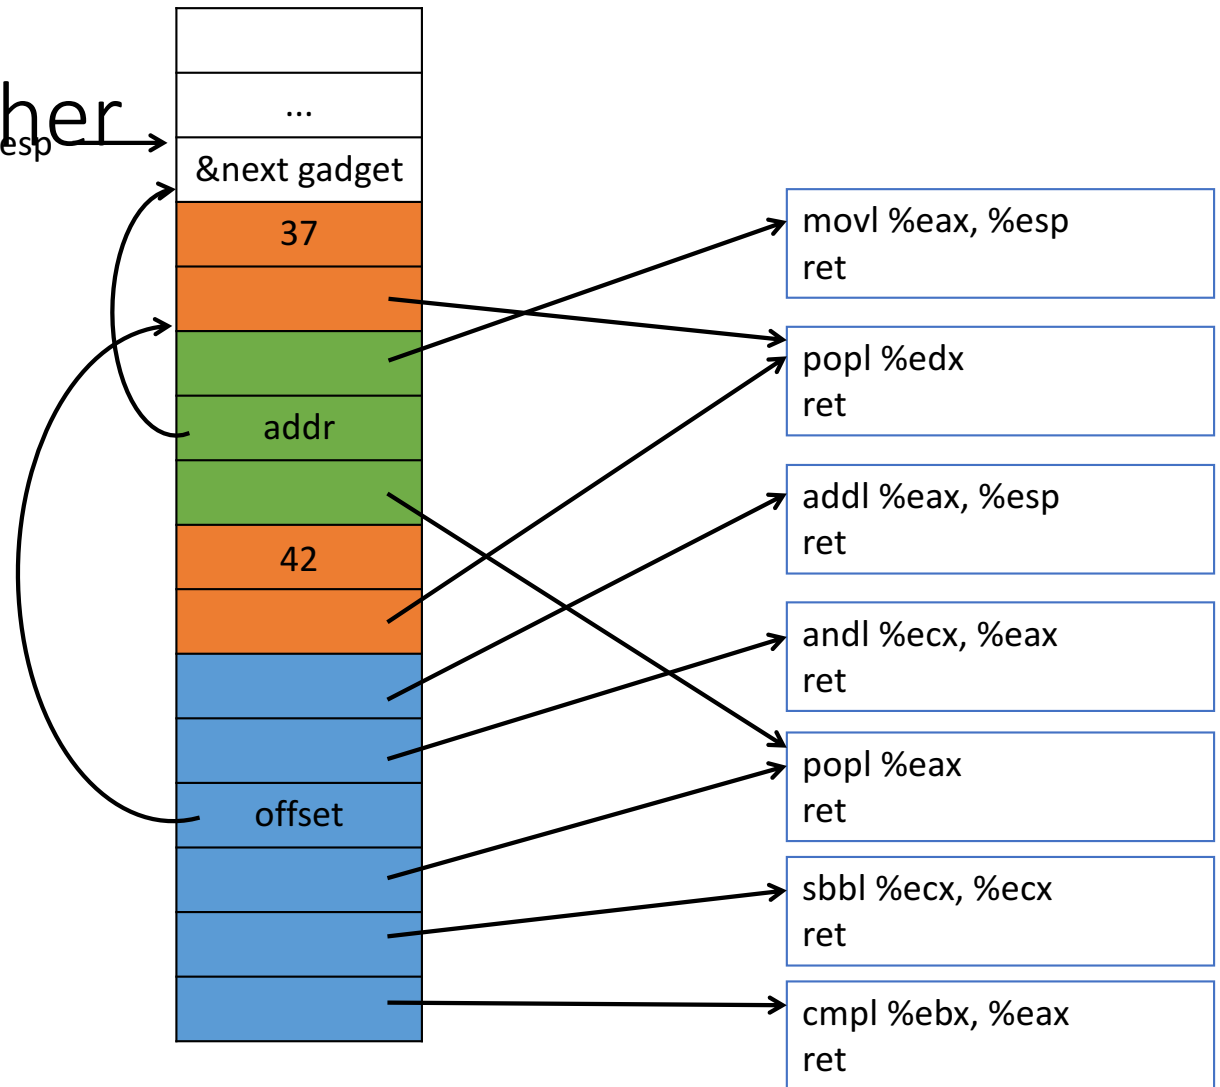 her
esp
...
&next gadget
37
addr
42
offset
movl %eax, %esp
ret
popl %edx
ret
addl %eax, %esp
ret
andl %ecx, %eax
ret
popl %eax
ret
sbbl %ecx, %ecx
ret
cmpl %ebx, %eax
ret